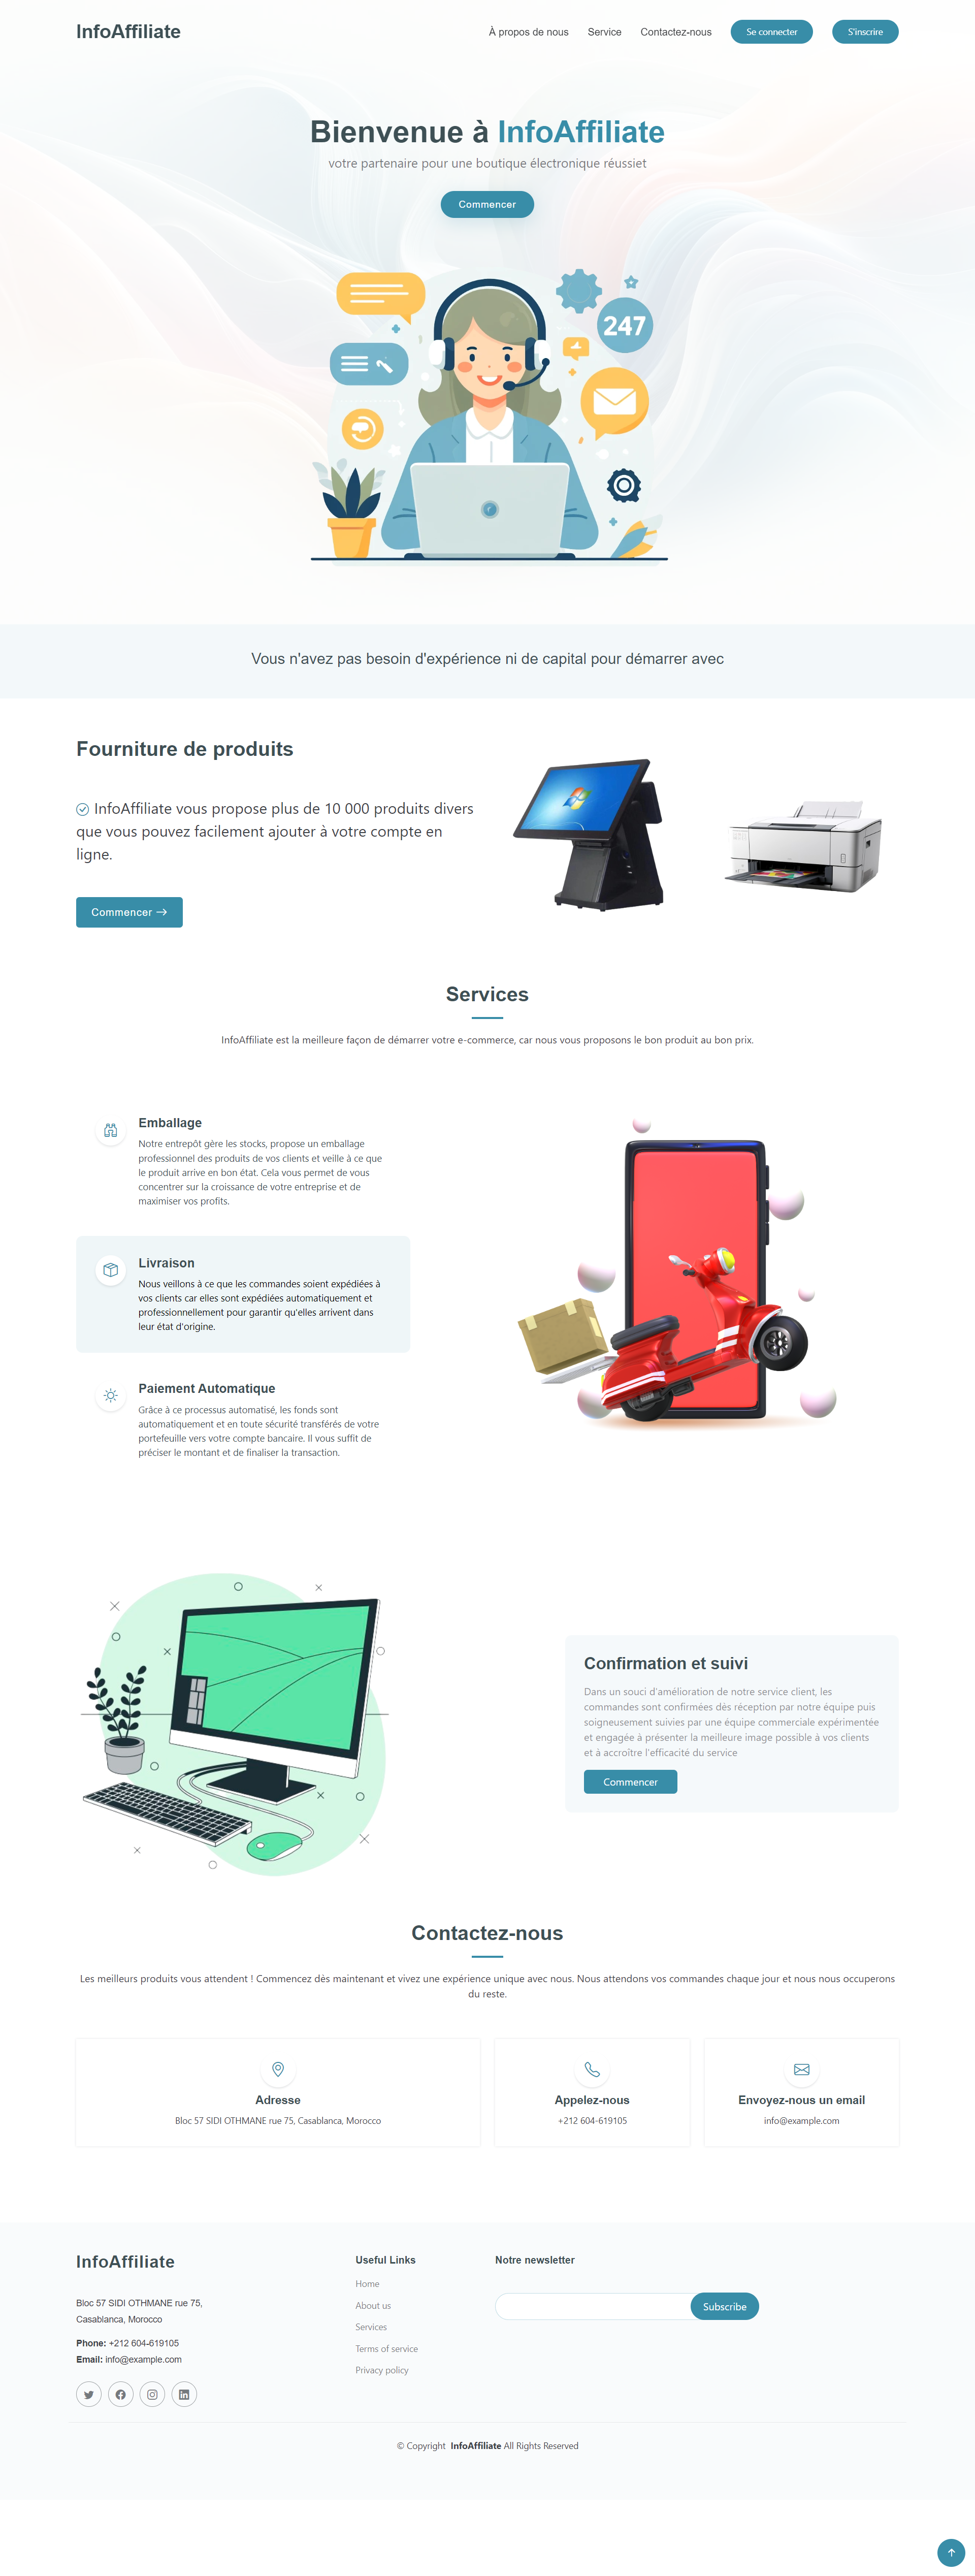 InfoAffiliate
À propos de nous
Service
Contactez-nous
Se connecter
S'inscrire
Bienvenue à InfoAffiliate
votre partenaire pour une boutique électronique réussiet
Commencer
247
Vous n'avez pas besoin d'expérience ni de capital pour démarrer avec
Fourniture de produits
InfoAffiliate vous propose plus de 10 000 produits divers
que vous pouvez facilement ajouter à votre compte en
ligne.
Commencer →
Services
InfoAffiliate est la meilleure façon de démarrer votre e-commerce, car nous vous proposons le bon produit au bon prix.
Emballage
Notre entrepôt gère les stocks, propose un emballage
professionnel des produits de vos clients et veille à ce que
le produit arrive en bon état. Cela vous permet de vous
concentrer sur la croissance de votre entreprise et de
maximiser vos profits.
Livraison
Nous veillons à ce que les commandes soient expédiées à
vos clients car elles sont expédiées automatiquement et
professionnellement pour garantir qu'elles arrivent dans
leur état d'origine.
Paiement Automatique
Grâce à ce processus automatisé, les fonds sont
automatiquement et en toute sécurité transférés de votre
portefeuille vers votre compte bancaire. Il vous suffit de
préciser le montant et de finaliser la transaction.
Confirmation et suivi
Dans un souci d'amélioration de notre service client, les
commandes sont confirmées dès réception par notre équipe puis
soigneusement suivies par une équipe commerciale expérimentée
et engagée à présenter la meilleure image possible à vos clients
et à accroître l'efficacité du service
Commencer
Contactez-nous
Les meilleurs produits vous attendent ! Commencez dès maintenant et vivez une expérience unique avec nous. Nous attendons vos commandes chaque jour et nous nous occuperons
du reste.
Adresse
Bloc 57 SIDI OTHMANE rue 75, Casablanca, Morocco
Appelez-nous
+212 604-619105
Envoyez-nous un email
info@example.com
InfoAffiliate
Bloc 57 SIDI OTHMANE rue 75,
Casablanca, Morocco
Phone: +212 604-619105
Email: info@example.com
Useful Links
Home
About us
Services
Terms of service
Privacy policy
Notre newsletter
Subscribe
© Copyright InfoAffiliate All Rights Reserved